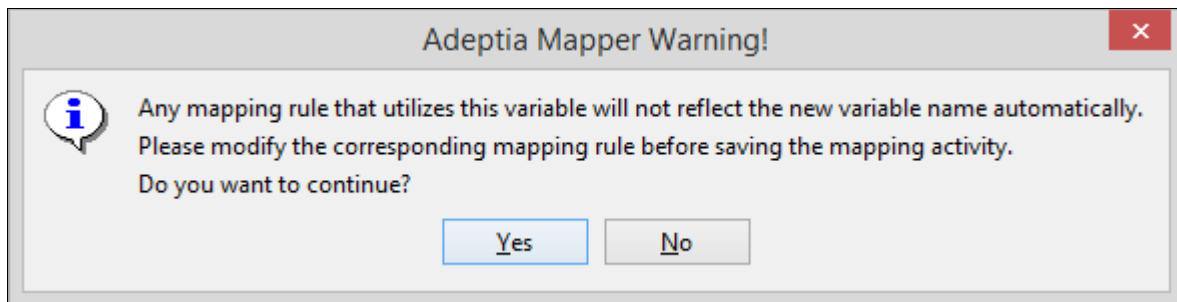 Adeptia Mapper Warning!
Any mapping rule that utilizes this variable will not reflect the new variable name automatically.
Please modify the corresponding mapping rule before saving the mapping activity.
Do you want to continue?
Yes
No